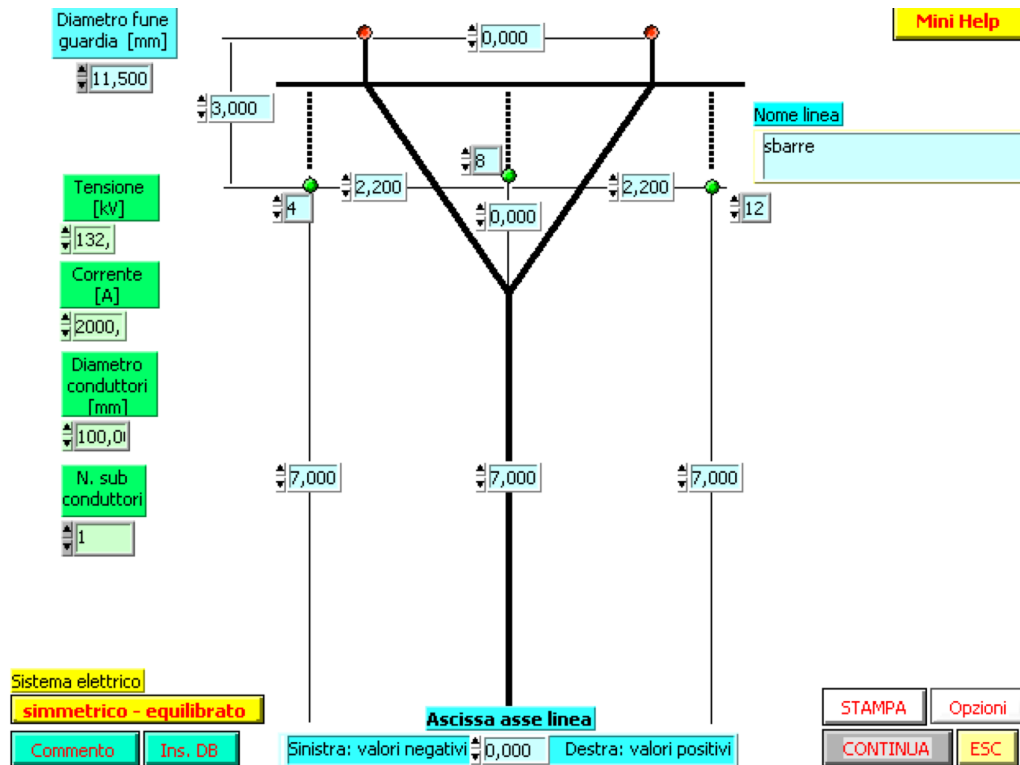 Diametro fune
guardia [mm]
11,500
0,000
Mini Help
3,000
Nome linea
sbarre
8
Tensione
[kV]
132,
4
2,200
0,000
2,200
12
Corrente
[A]
2000,
Diametro
conduttori
[mm]
N. sub
conduttori
1
7,000
7,000
7,000
Sistema elettrico
simmetrico - equilibrato
Commento
Ins. DB
Ascissa asse linea
Sinistra: valori negativi
0,000
Destra: valori positivi
STAMPA
Opzioni
CONTINUA
ESC